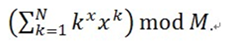 (∑_{k=1}^{N} k^x x^k) mod M.